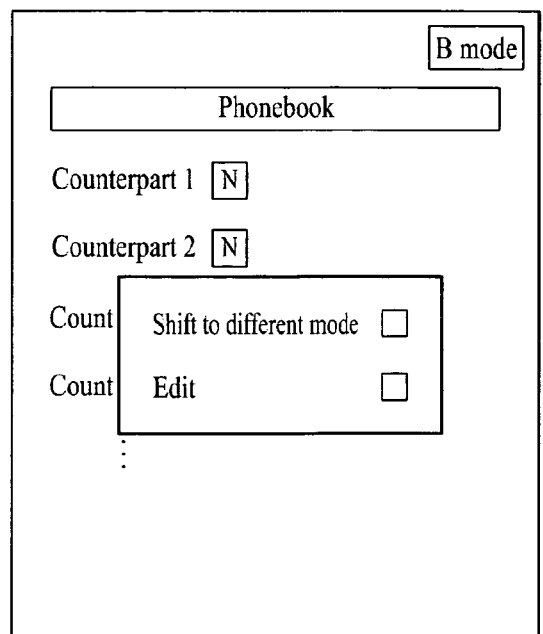 B mode
Phonebook
Counterpart 1 N
Counterpart 2 N
Count Shift to different mode
Count Edit
⋮